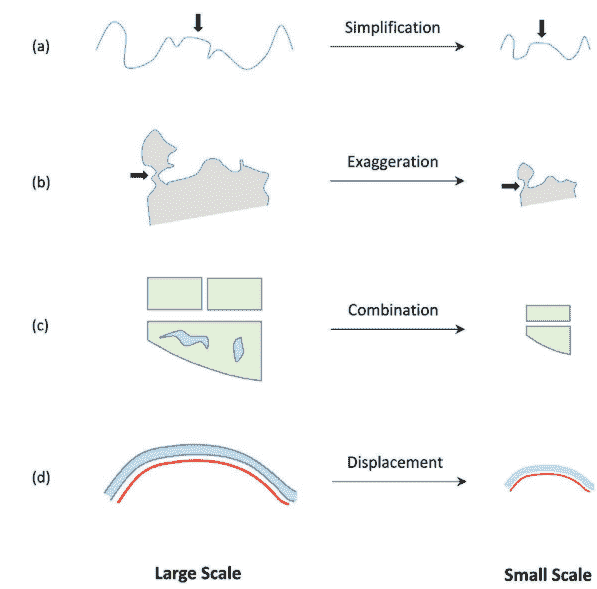 (a)
Simplification
(b)
Exaggeration
(c)
Combination
(d)
Displacement
Large Scale
Small Scale